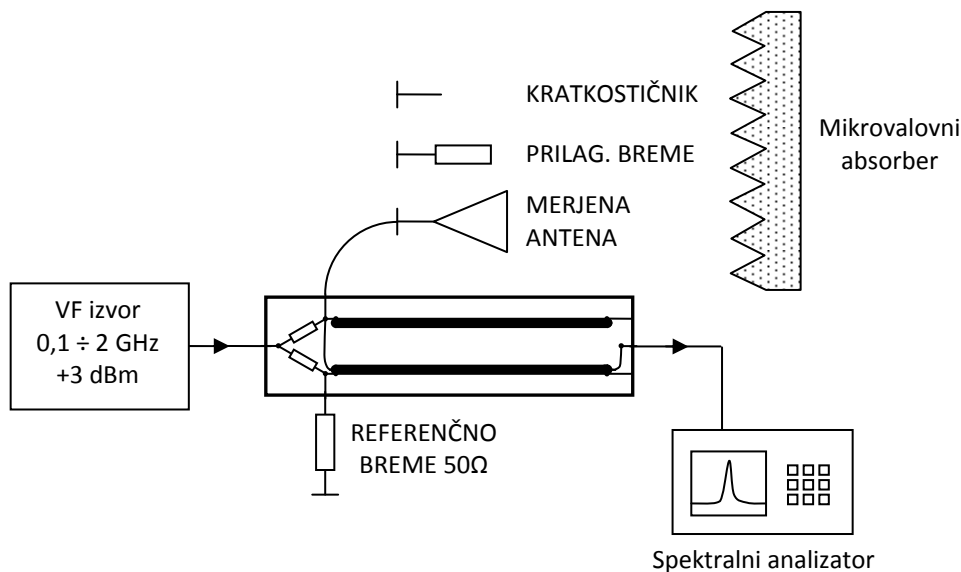 KRATKOSTIČNIK
PRILAG. BREME
MERJENA
ANTENA
Mikrovalovni
absorber
VF izvor
0,1 ÷ 2 GHz
+3 dBm
REFERENČNO
BREME 50Ω
Spektralni analizator